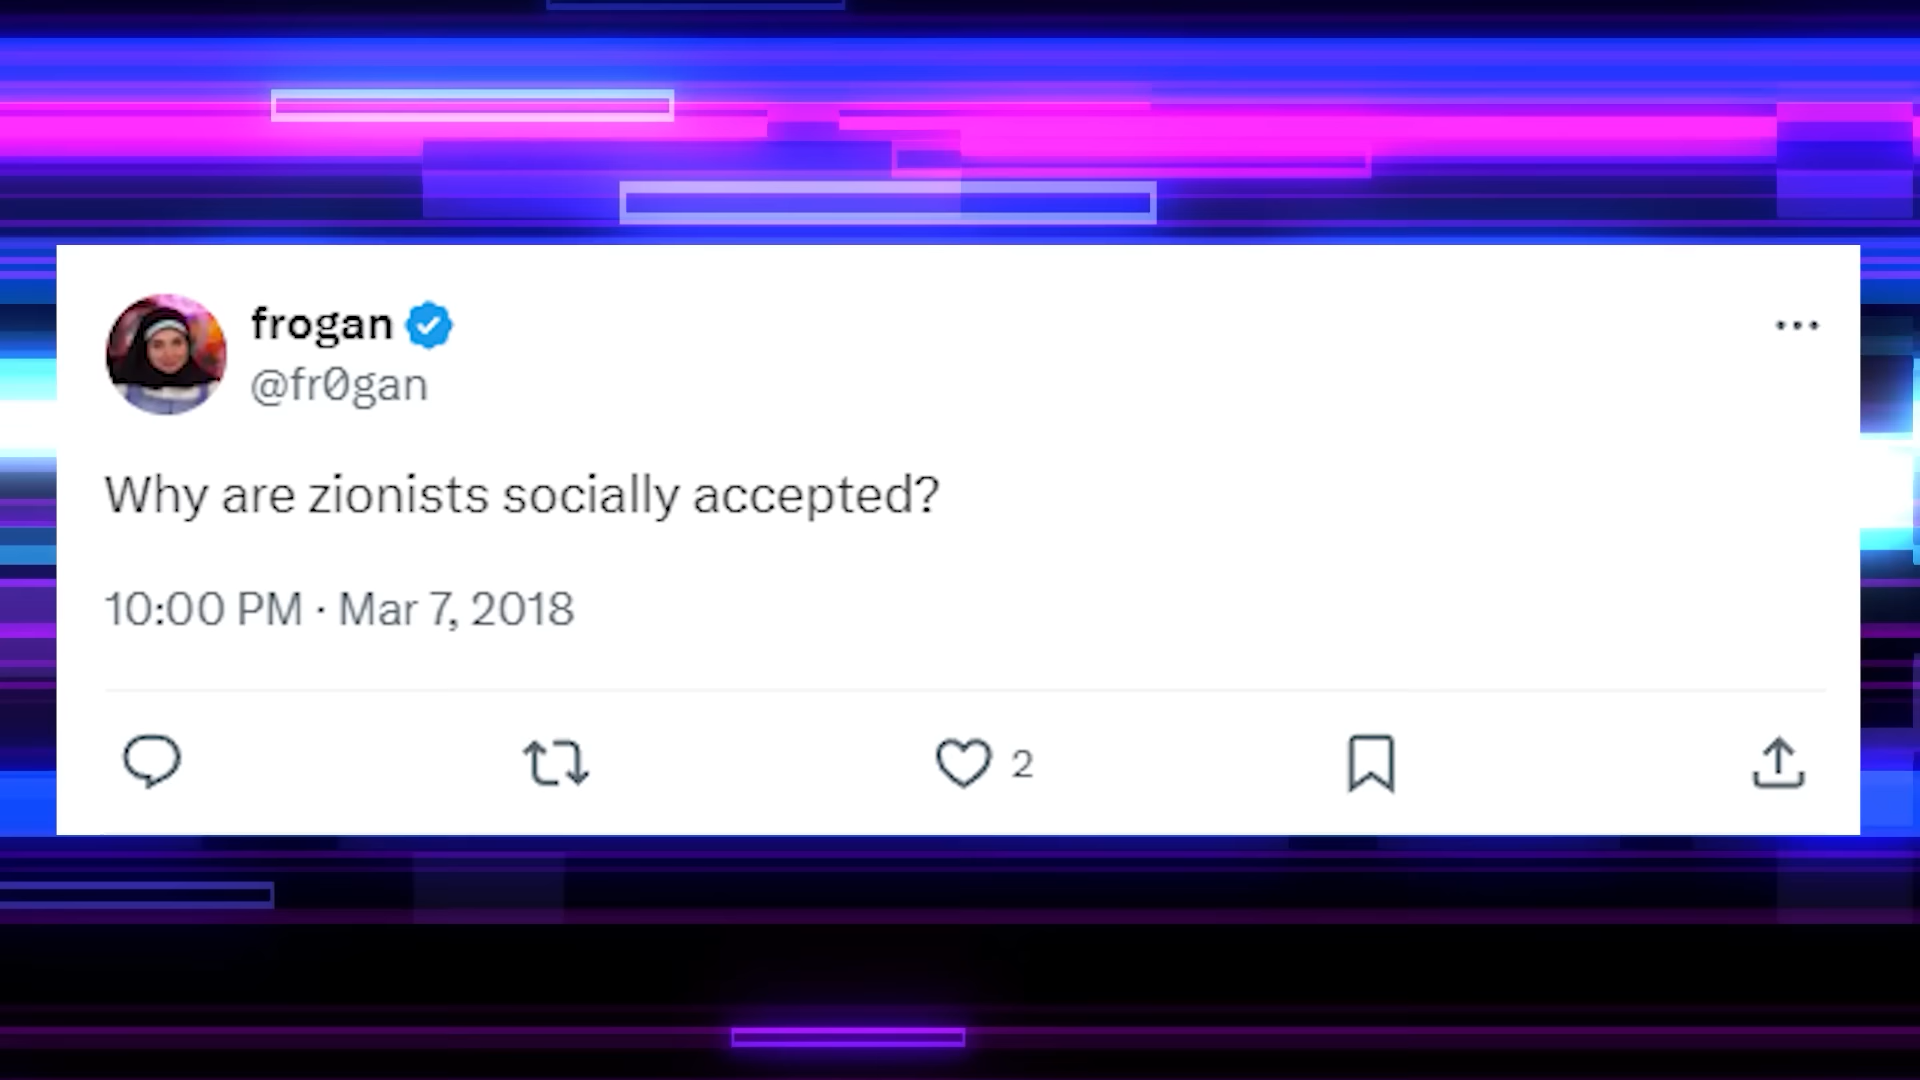 frogan
@fr0gan
Why are zionists socially accepted?
10:00 PM · Mar 7, 2018
2